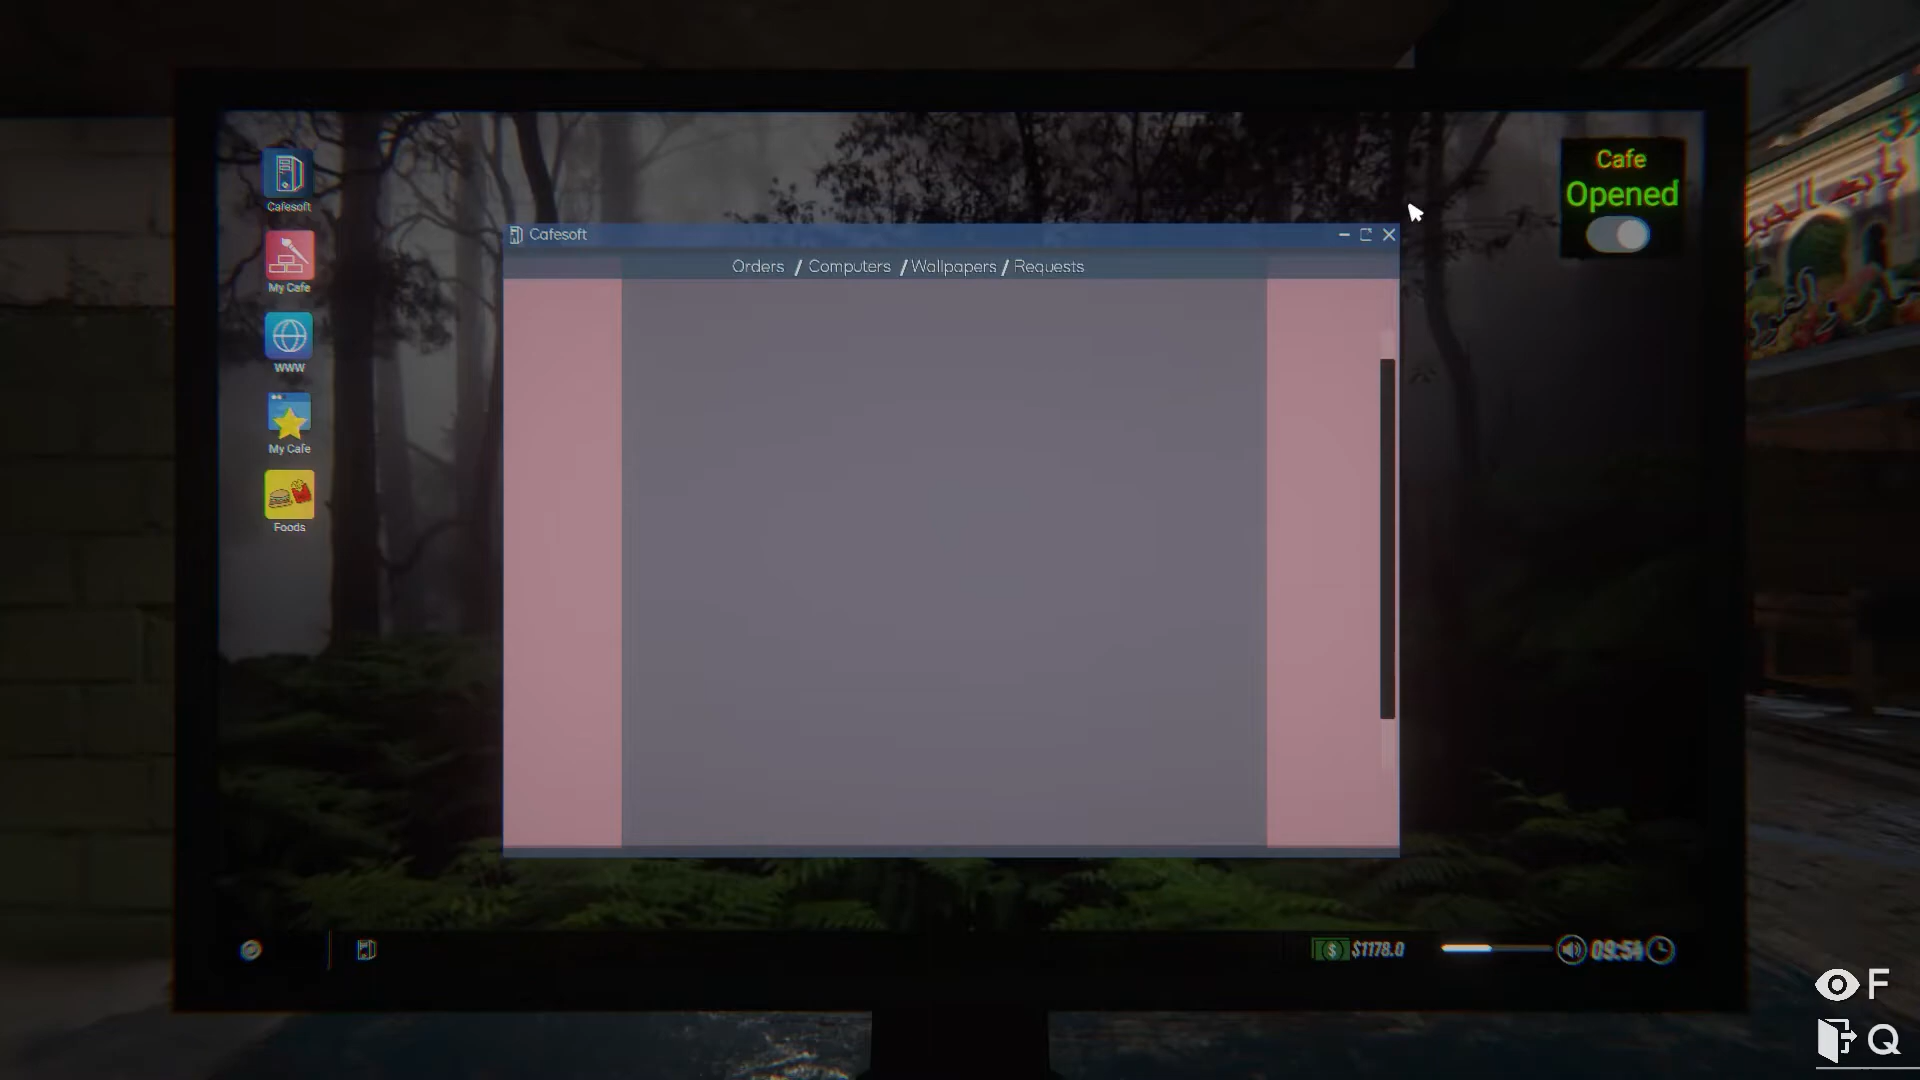 Cafe
Opened
Cafesoft
Cafesoft
Orders / Computers / Wallpapers / Requests
My Cafe
WWW
My Cafe
Foods
$1178.0
09:54
F
Q